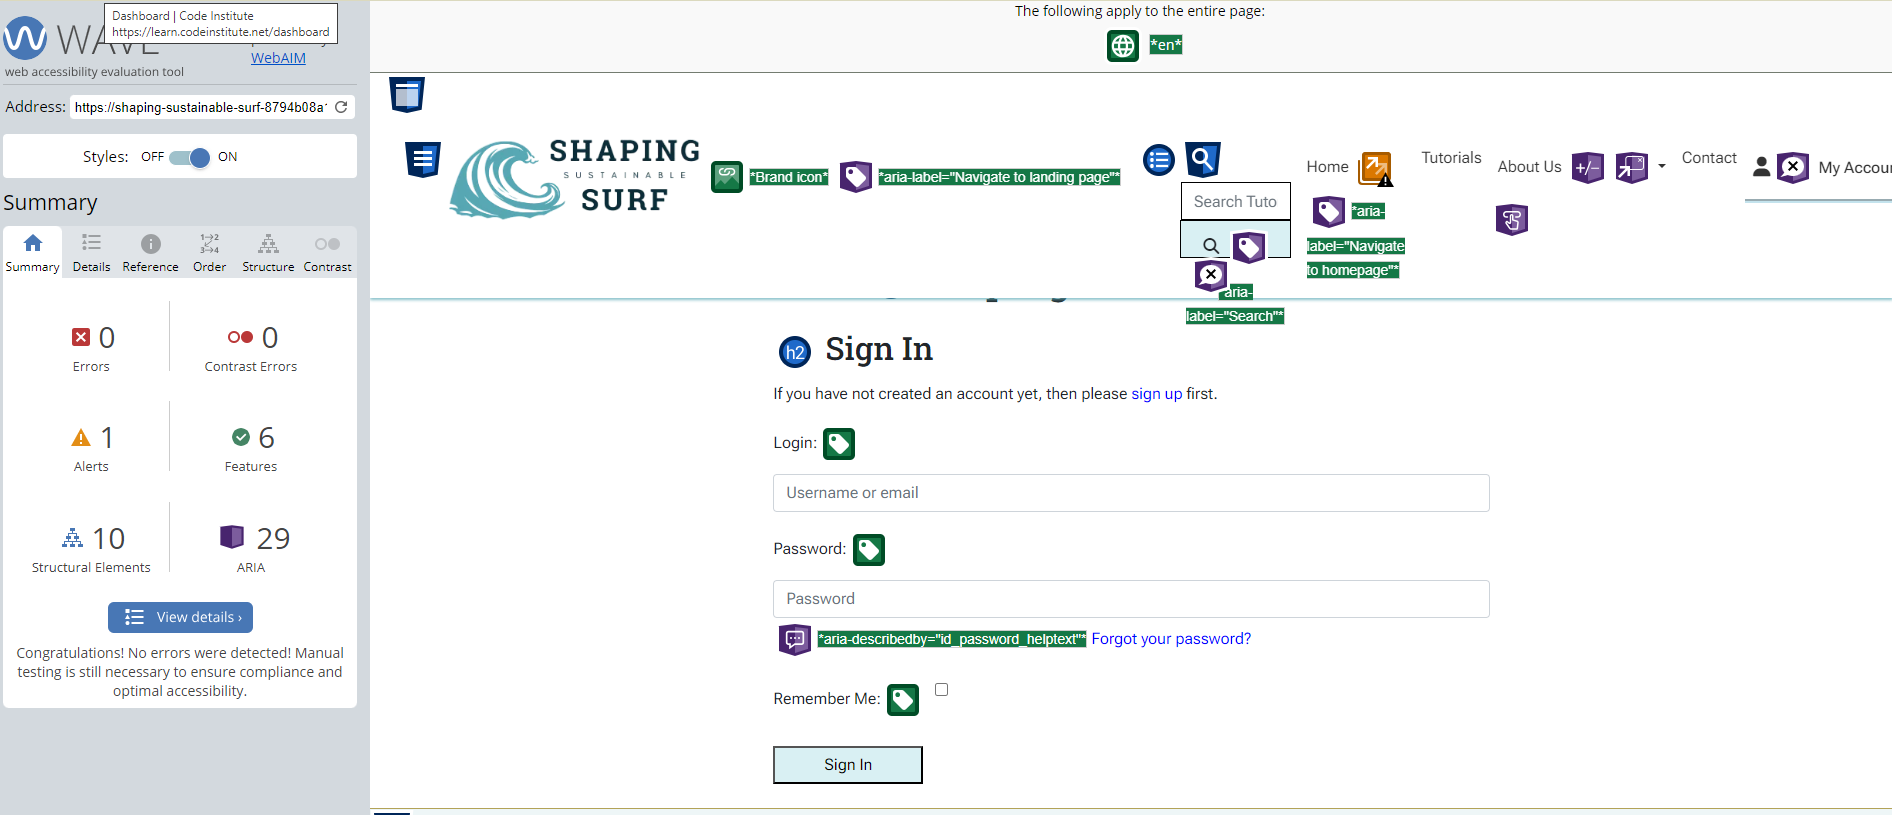 Dashboard | Code Institute
https://learn.codeinstitute.net/dashboard
WAVE
WebAIM
web accessibility evaluation tool
Address: https://shaping-sustainable-surf-8794b08a
Styles: OFF ON
Summary
Summary Details Reference Order Structure Contrast
0 Errors
0 Contrast Errors
1 Alerts
6 Features
10 Structural Elements
29 ARIA
View details ›
Congratulations! No errors were detected! Manual
testing is still necessary to ensure compliance and
optimal accessibility.
The following apply to the entire page:
*en*
SHAPING
SUSTAINABLE
SURF
*Brand icon* *aria-label="Navigate to landing page"*
Search Tuto
aria-
label="Search"*
Home
*aria-
label="Navigate
to homepage"*
Tutorials
About Us +/-
Contact
My Accou
h2 Sign In
If you have not created an account yet, then please sign up first.
Login:
Username or email
Password:
Password
*aria-describedby="id_password_helptext"* Forgot your password?
Remember Me:
Sign In